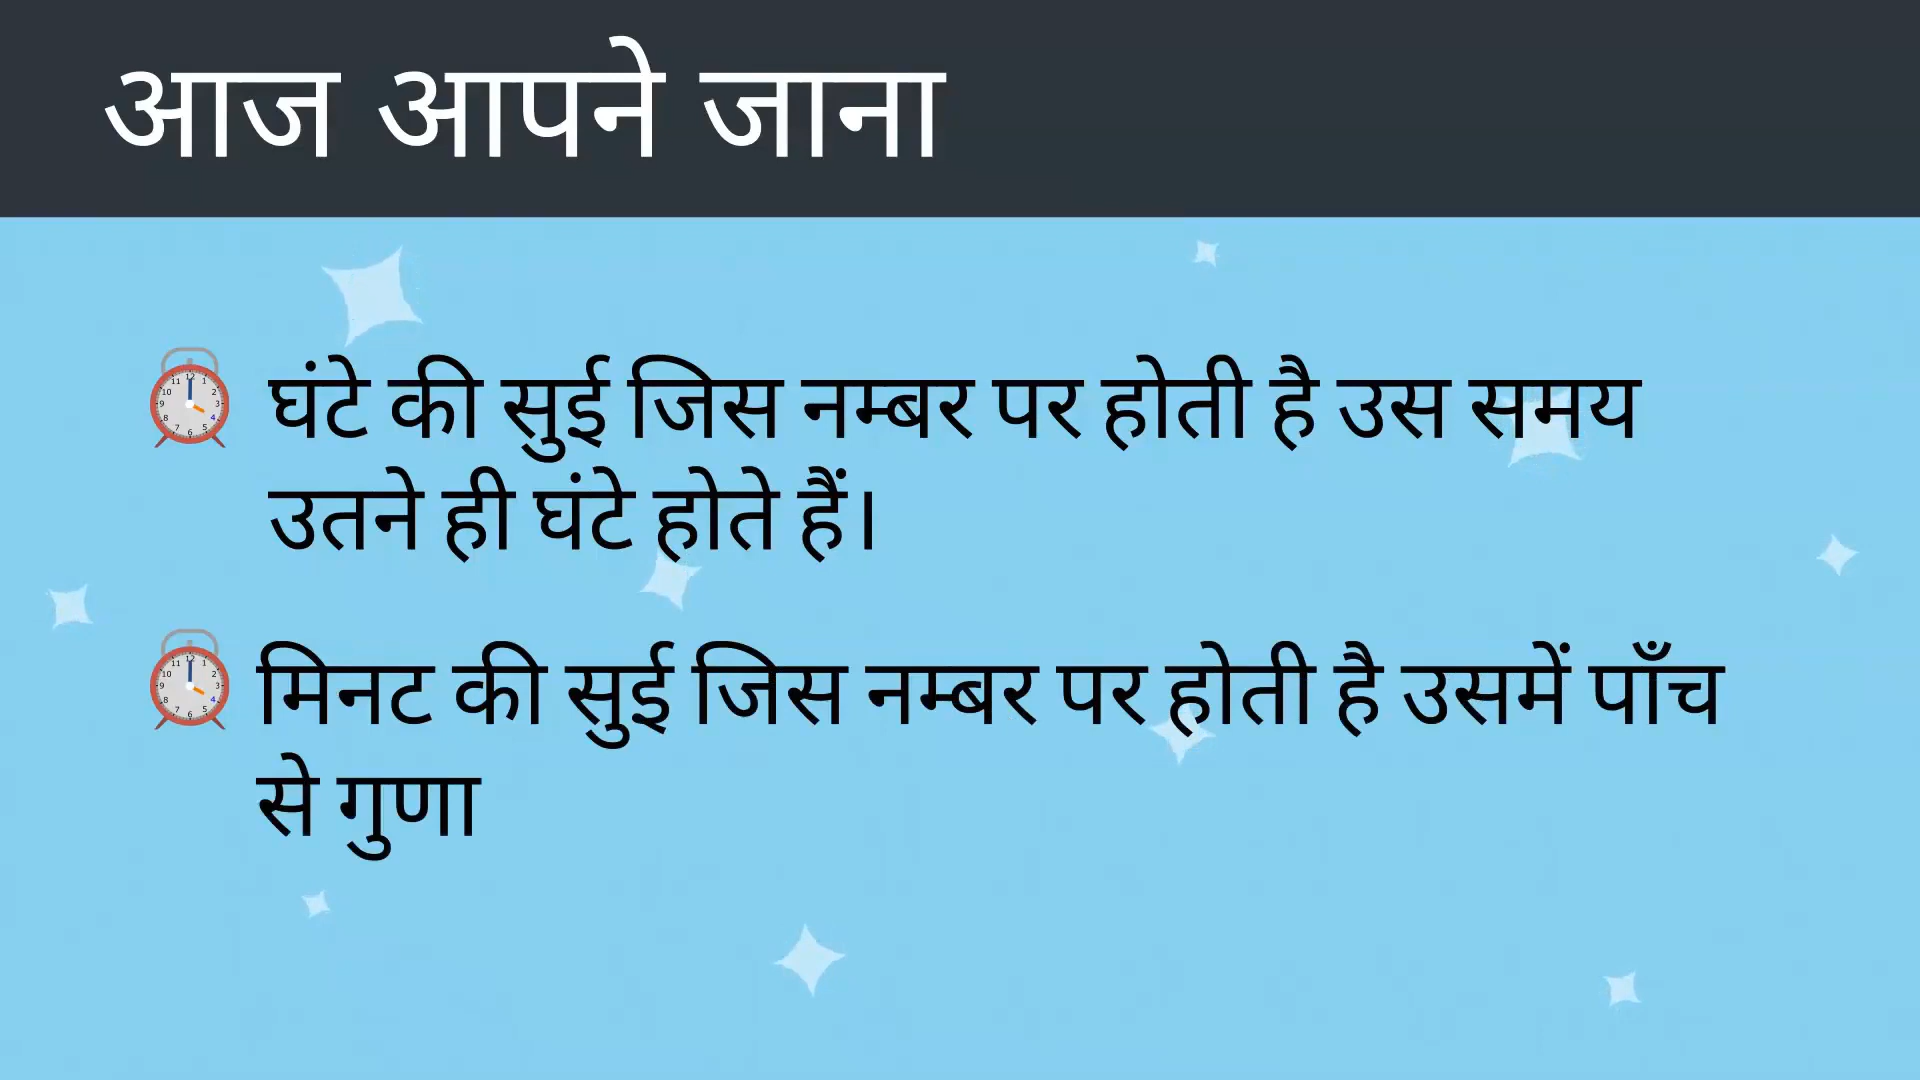 आज आपने जाना
घंटे की सुई जिस नम्बर पर होती है उस समय
उतने ही घंटे होते हैं।
मिनट की सुई जिस नम्बर पर होती है उसमें पाँच
से गुणा